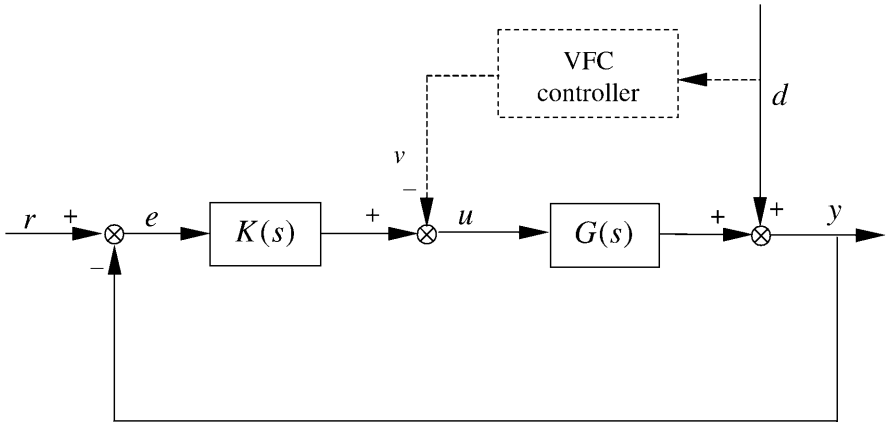 VFC
controller
d
v
−
r + e K(s) + u G(s) + + y
−